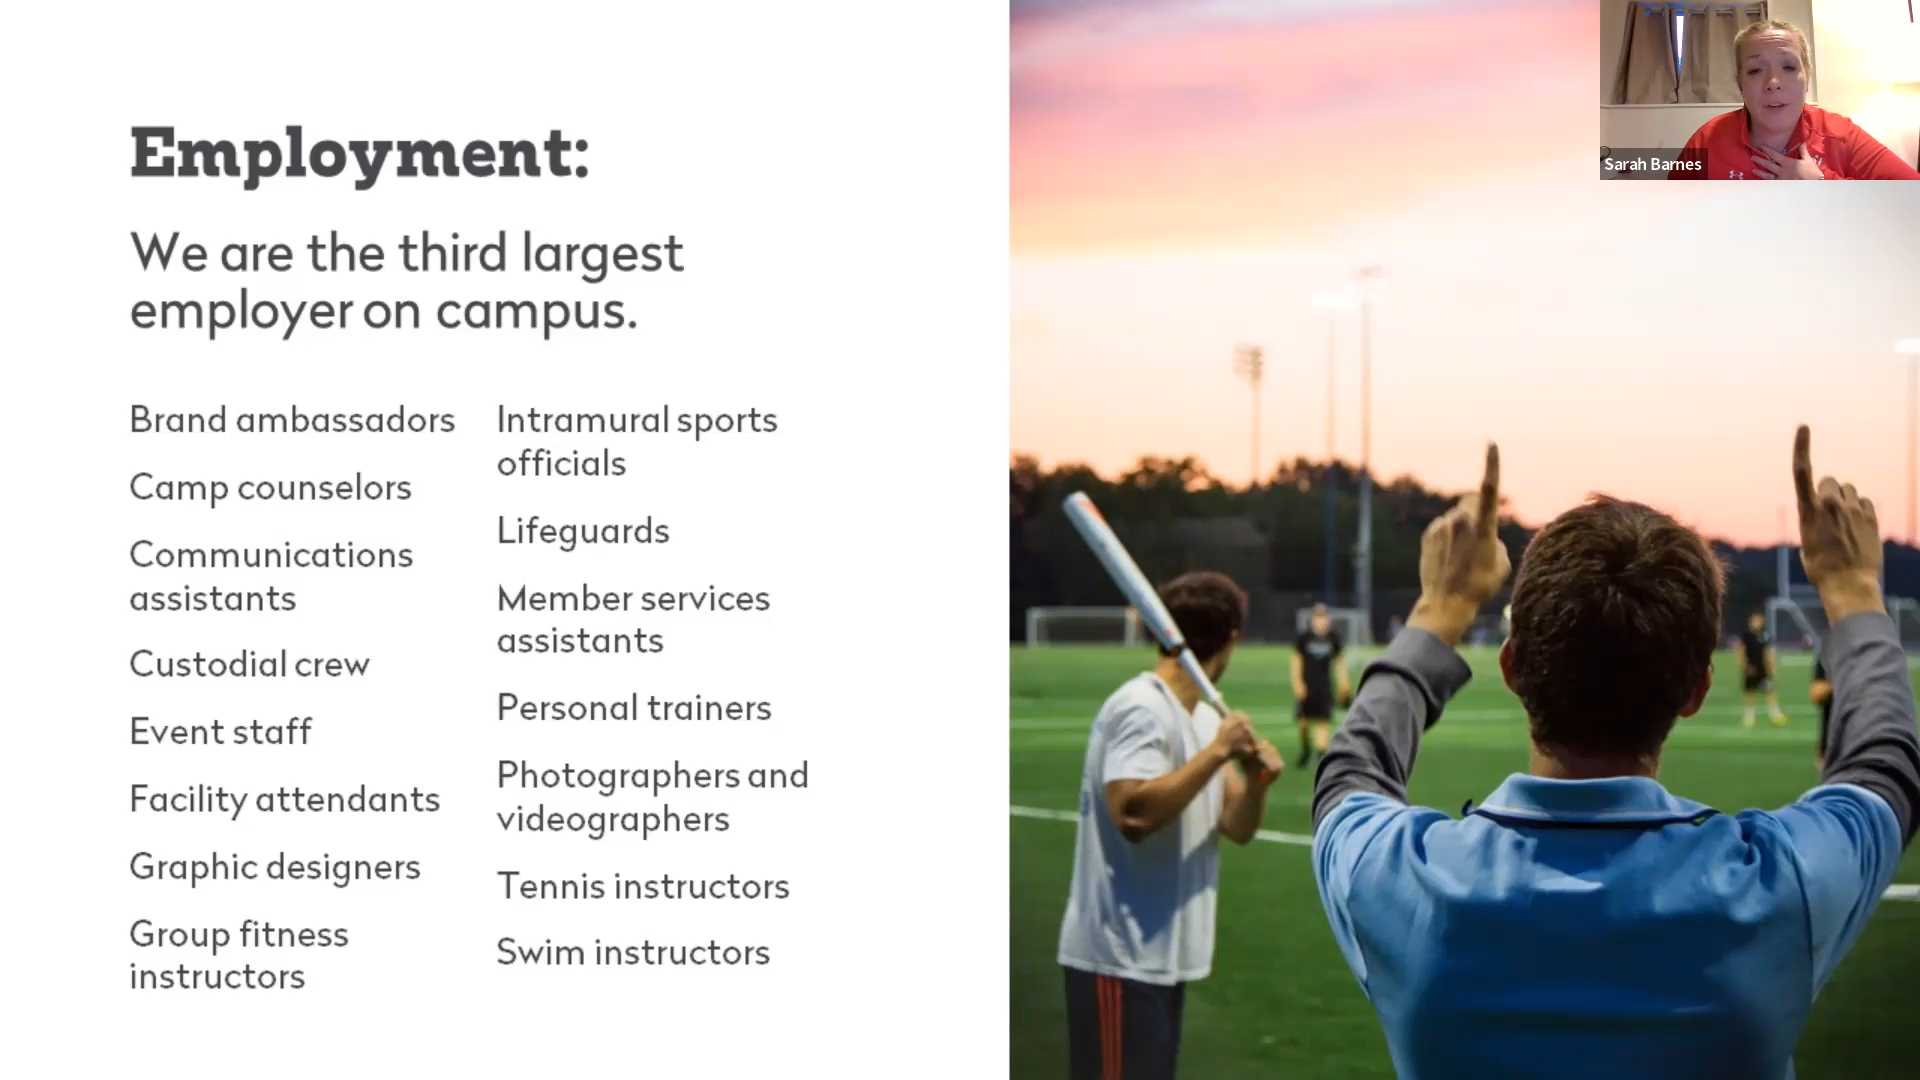 Employment:
We are the third largest
employer on campus.
Brand ambassadors
Camp counselors
Communications
assistants
Custodial crew
Event staff
Facility attendants
Graphic designers
Group fitness
instructors
Intramural sports
officials
Lifeguards
Member services
assistants
Personal trainers
Photographers and
videographers
Tennis instructors
Swim instructors
Sarah Barnes